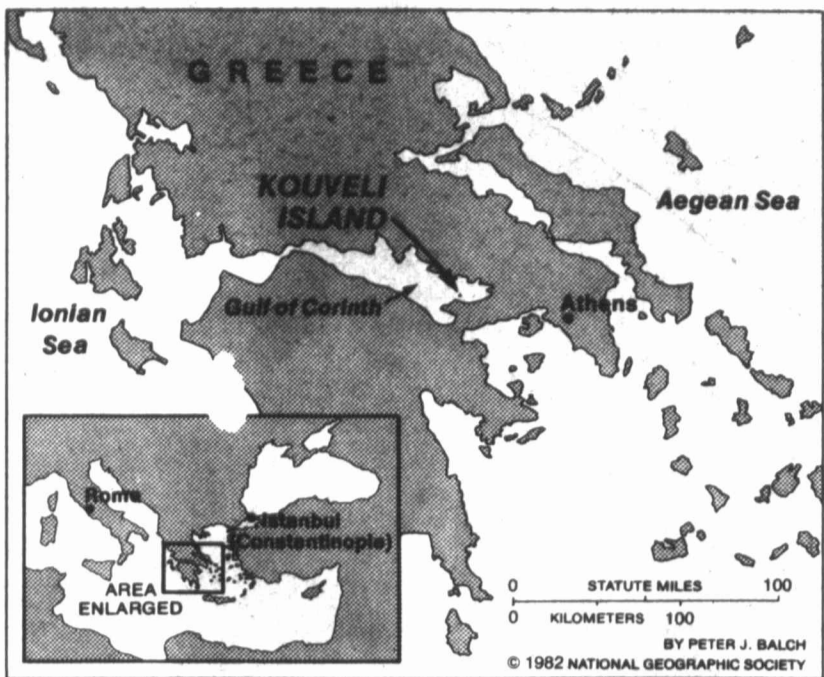 GREECE
KOUVELI
ISLAND
Aegean Sea
Gulf of Corinth
Athens
Ionian
Sea
Rome
Istanbul
(Constantinople)
AREA
ENLARGED
0 STATUTE MILES 100
0 KILOMETERS 100
BY PETER J. BALCH
© 1982 NATIONAL GEOGRAPHIC SOCIETY